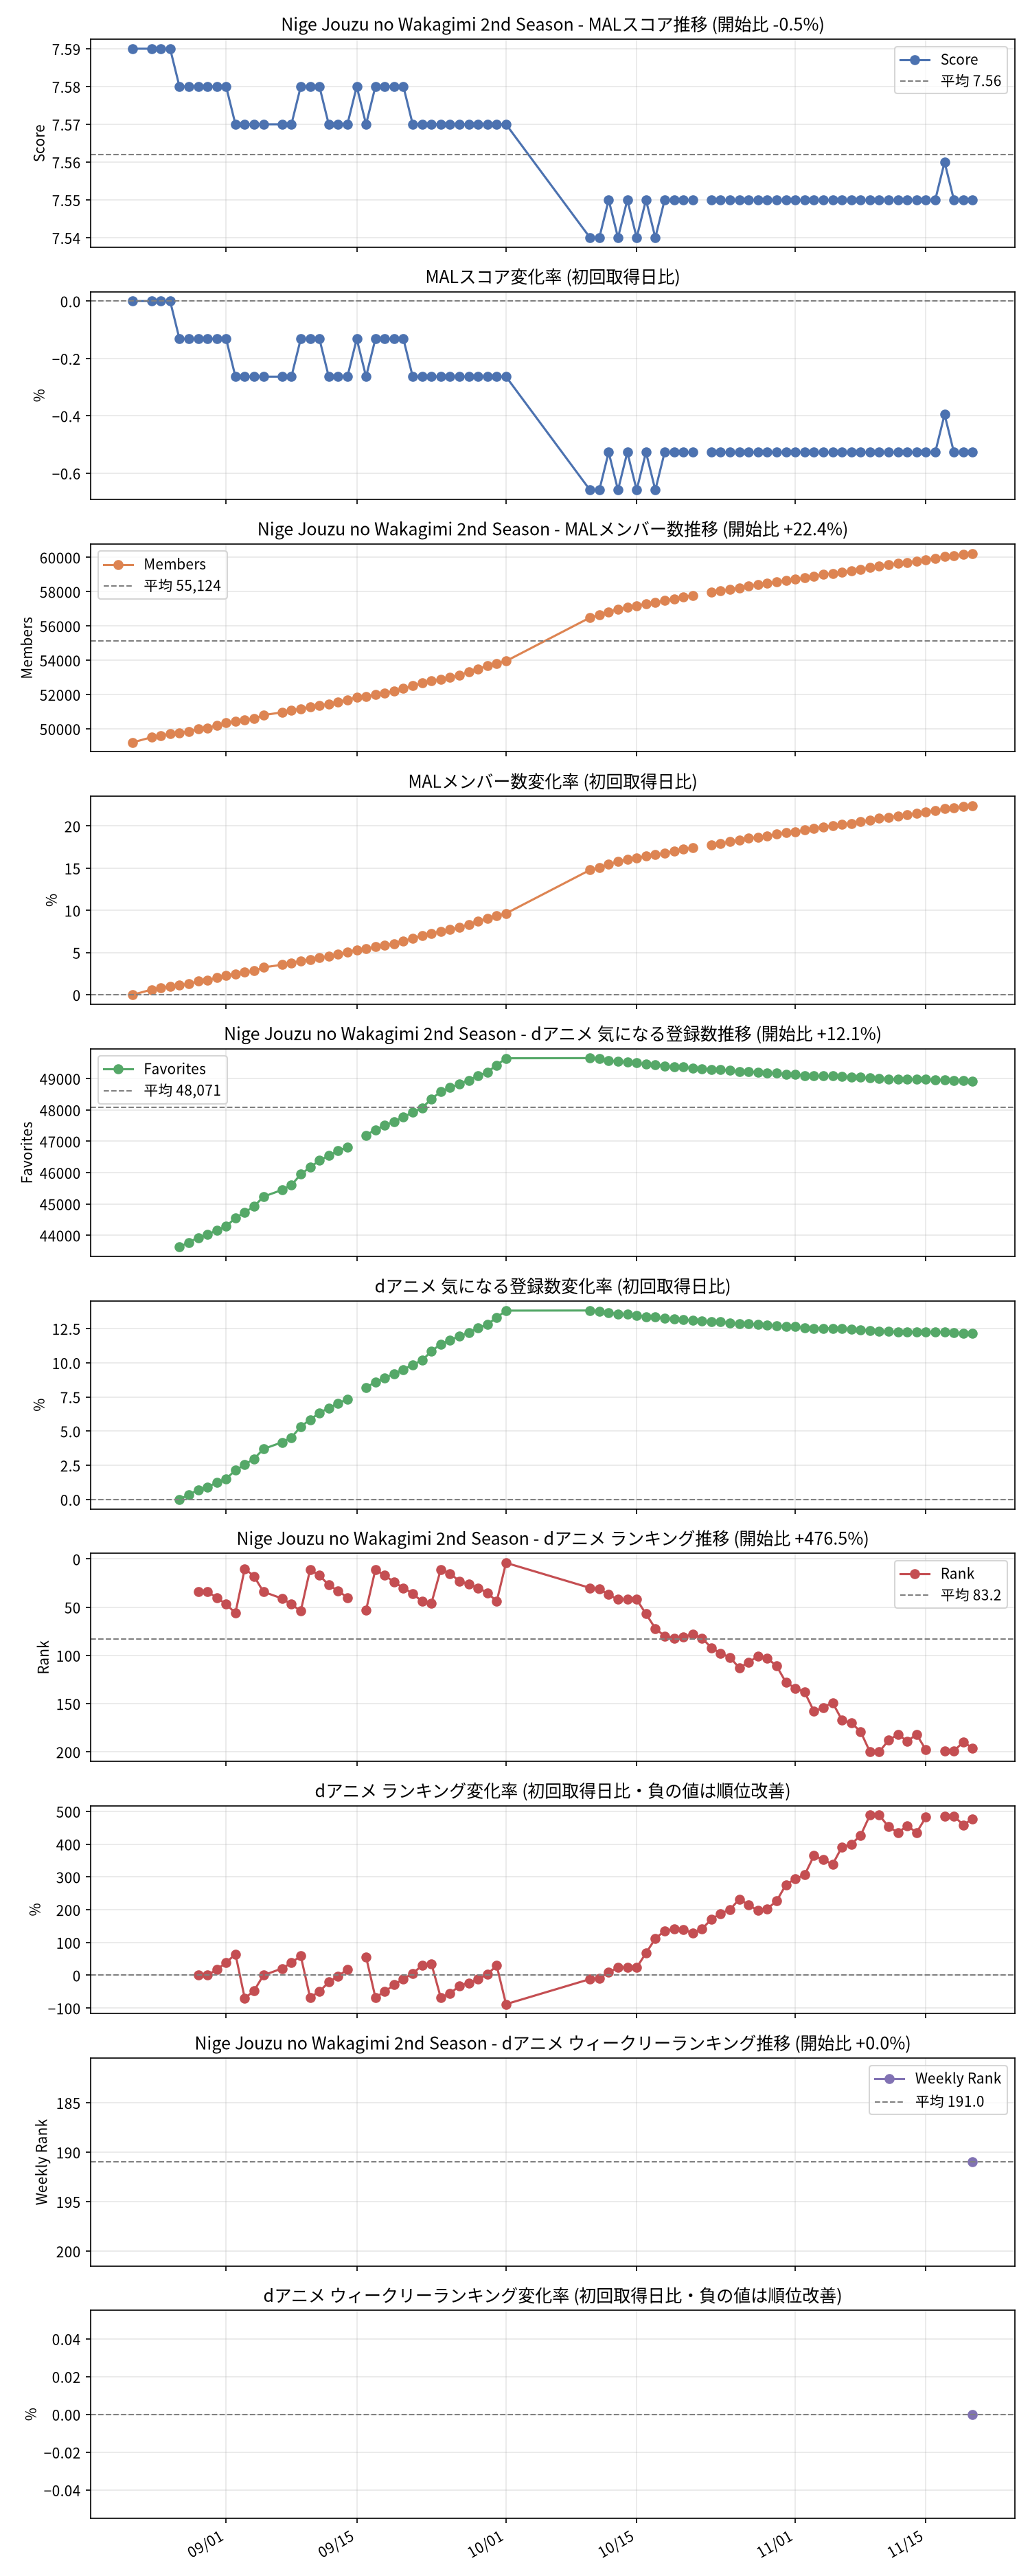 Nige Jouzu no Wakagimi 2nd Season - MALスコア推移 (開始比 -0.5%)
Score
7.59
7.58
7.57
7.56
7.55
7.54
Score
平均 7.56
MALスコア変化率 (初回取得日比)
%
0.0
−0.2
−0.4
−0.6
Nige Jouzu no Wakagimi 2nd Season - MALメンバー数推移 (開始比 +22.4%)
Members
60000
58000
56000
54000
52000
50000
Members
平均 55,124
MALメンバー数変化率 (初回取得日比)
%
20
15
10
5
0
Nige Jouzu no Wakagimi 2nd Season - dアニメ 気になる登録数推移 (開始比 +12.1%)
Favorites
49000
48000
47000
46000
45000
44000
Favorites
平均 48,071
dアニメ 気になる登録数変化率 (初回取得日比)
%
12.5
10.0
7.5
5.0
2.5
0.0
Nige Jouzu no Wakagimi 2nd Season - dアニメ ランキング推移 (開始比 +476.5%)
Rank
0
50
100
150
200
Rank
平均 83.2
dアニメ ランキング変化率 (初回取得日比・負の値は順位改善)
%
500
400
300
200
100
0
−100
Nige Jouzu no Wakagimi 2nd Season - dアニメ ウィークリーランキング推移 (開始比 +0.0%)
Weekly Rank
185
190
195
200
Weekly Rank
平均 191.0
dアニメ ウィークリーランキング変化率 (初回取得日比・負の値は順位改善)
%
0.04
0.02
0.00
−0.02
−0.04
09/01
09/15
10/01
10/15
11/01
11/15